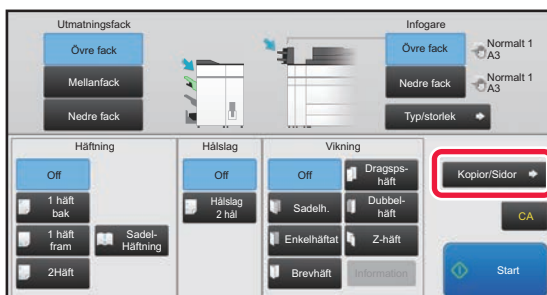 Utmatningsfack
Övre fack
Mellanfack
Nedre fack
Infogare
Övre fack
Normalt 1
A3
Nedre fack
Normalt 1
A3
Typ/storlek
Häftning
Off
1 häft
bak
1 häft
fram
2Häft
Sadel-
Häftning
Hålslag
Off
Hålslag
2 hål
Vikning
Off
Dragsps-
häft
Sadelh.
Dubbel-
häft
Enkelhäftat
Z-häft
Brevhäft
Information
Kopior/Sidor
CA
Start